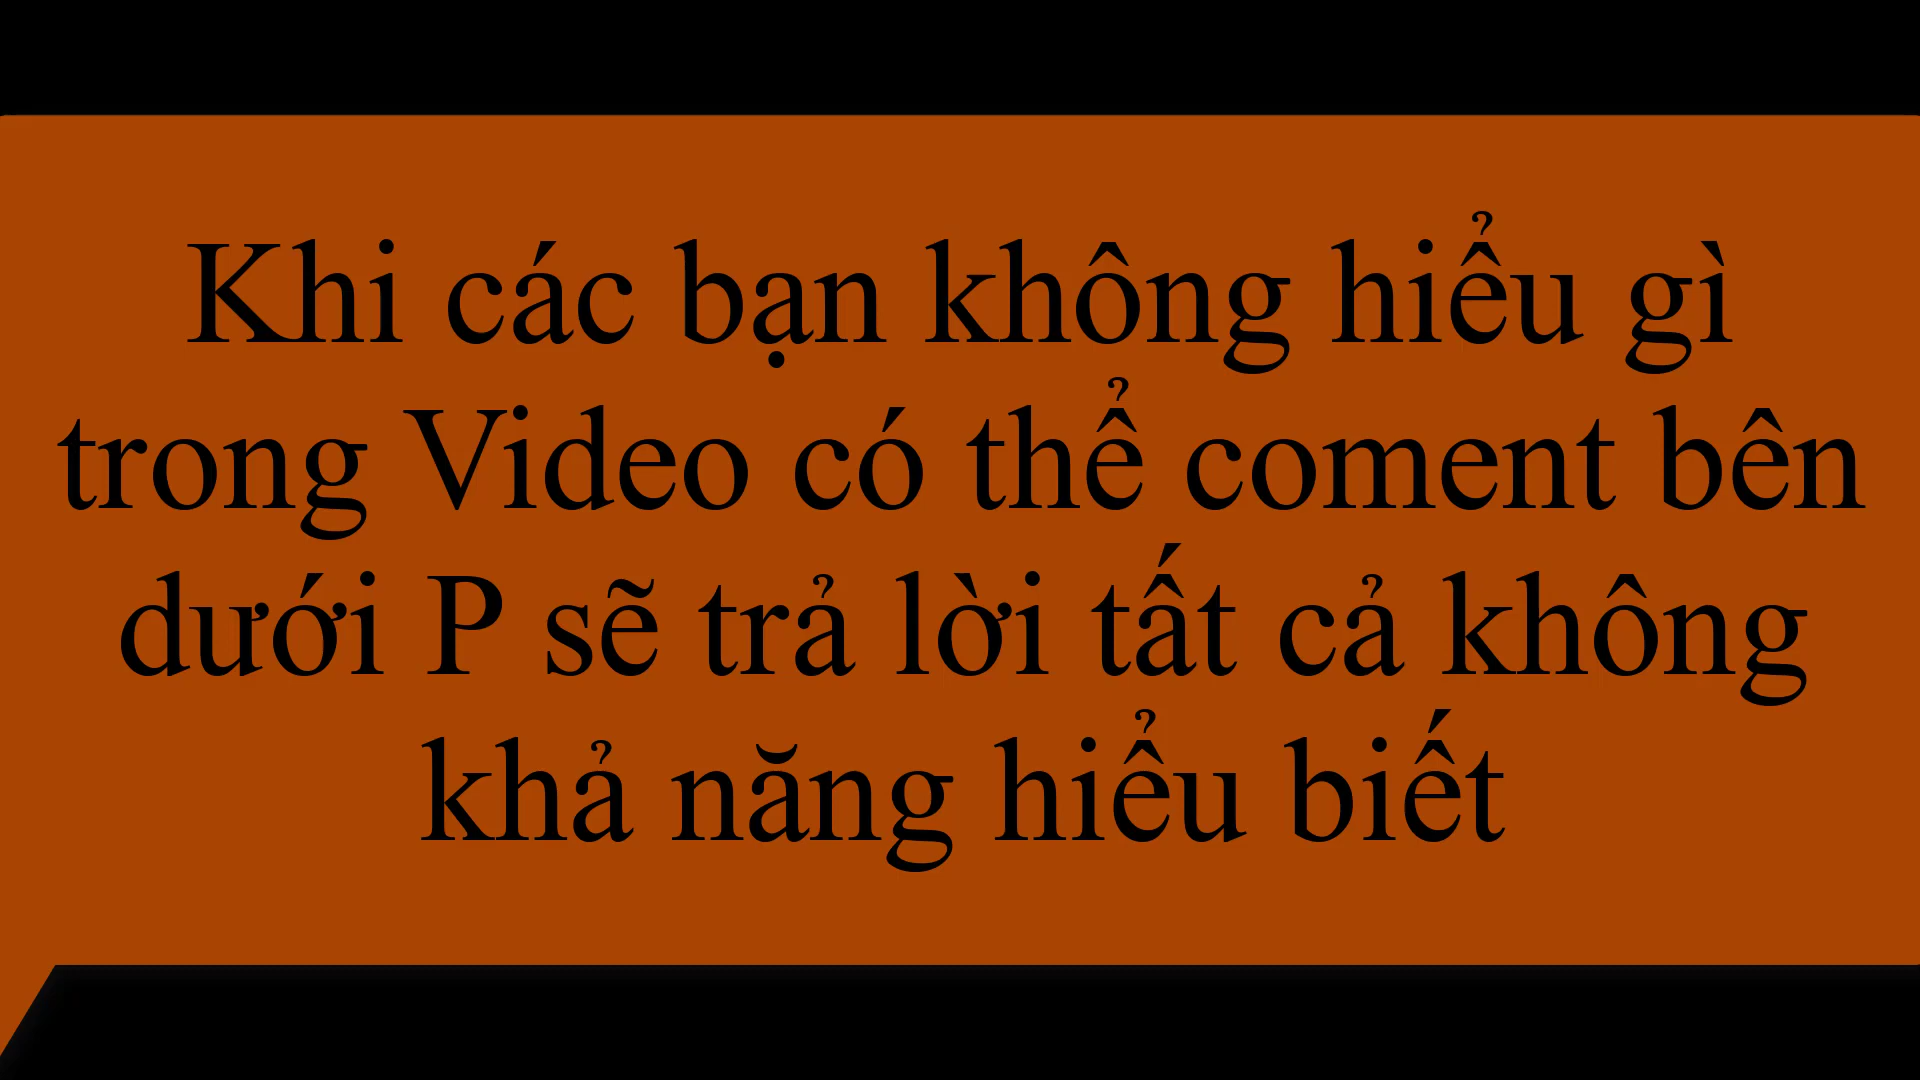 Khi các bạn không hiểu gì
trong Video có thể coment bên
dưới P sẽ trả lời tất cả không
khả năng hiểu biết